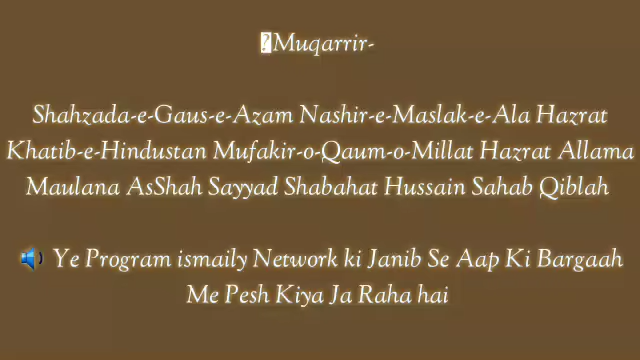 Muqarrir-
Shahzada-e-Gaus-e-Azam Nashir-e-Maslak-e-Ala Hazrat
Khatib-e-Hindustan Mufakir-o-Qaum-o-Millat Hazrat Allama
Maulana AsShah Sayyad Shabahat Hussain Sahab Qiblah
🔊 Ye Program ismaily Network ki Janib Se Aap Ki Bargaah
Me Pesh Kiya Ja Raha hai